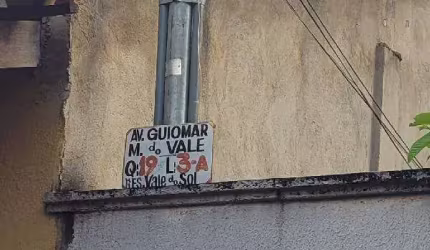 AV. GUIOMAR
M. do VALE
Q: 19 L: 3-A
RES. Vale do Sol